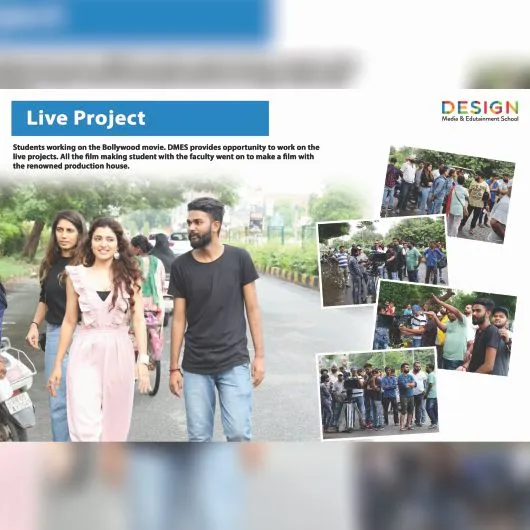 Live Project
DESIGN
Media & Edutainment School
Students working on the Bollywood movie. DMES provides opportunity to work on the
live projects. All the film making student with the faculty went on to make a film with
the renowned production house.